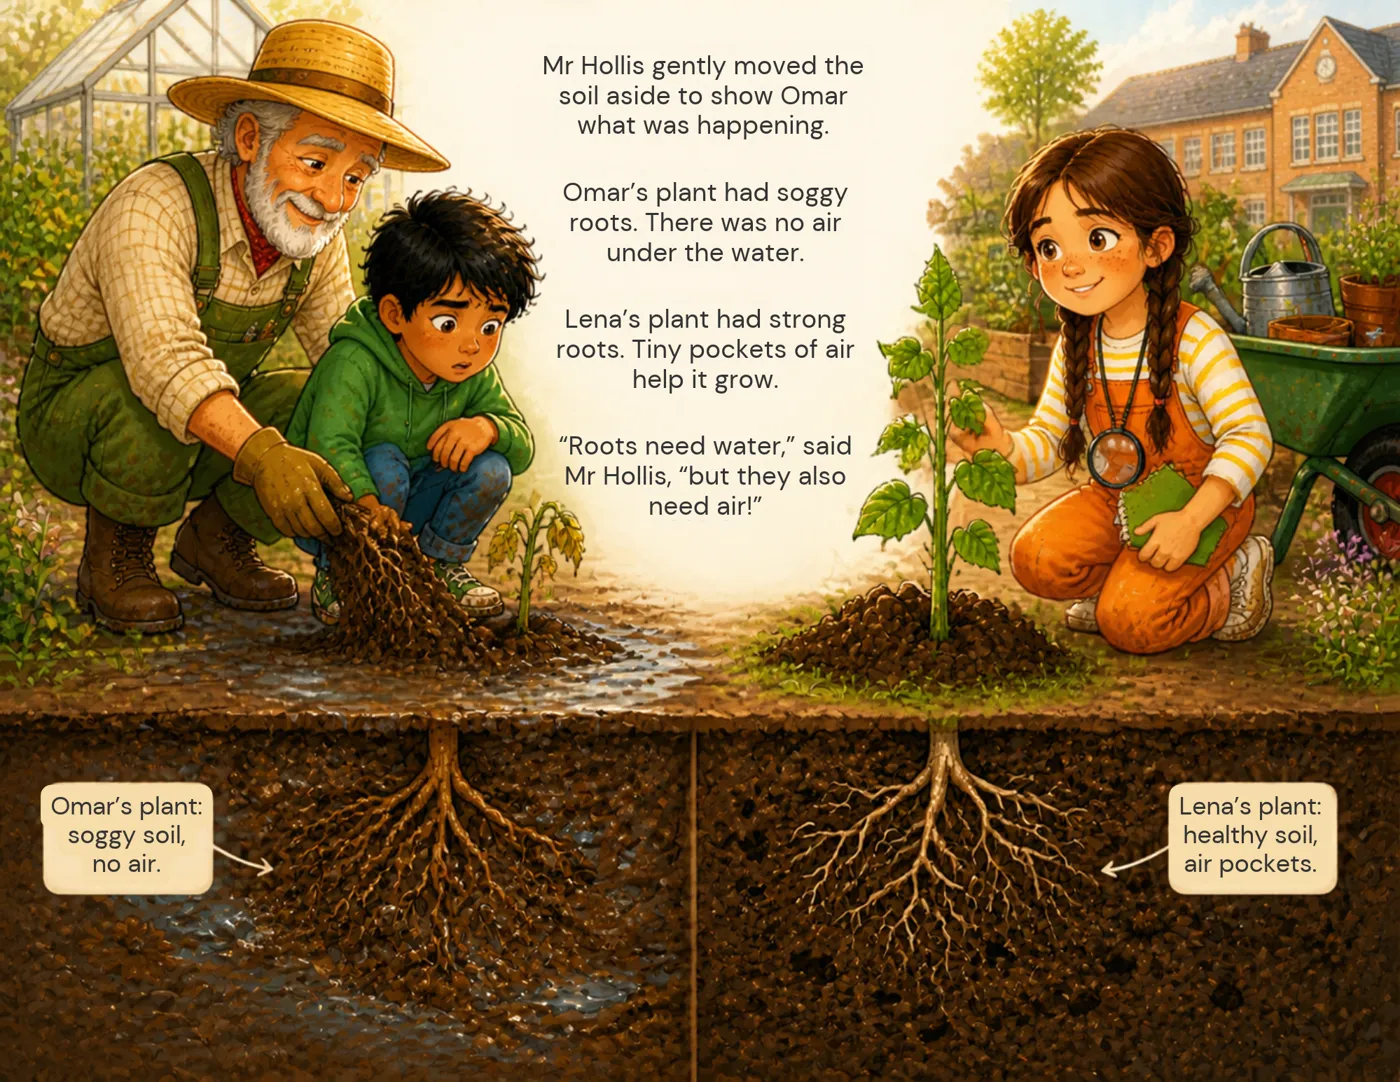 Mr Hollis gently moved the
soil aside to show Omar
what was happening.
Omar’s plant had soggy
roots. There was no air
under the water.
Lena’s plant had strong
roots. Tiny pockets of air
help it grow.
“Roots need water,” said
Mr Hollis, “but they also
need air!”
Omar’s plant:
soggy soil,
no air.
Lena’s plant:
healthy soil,
air pockets.